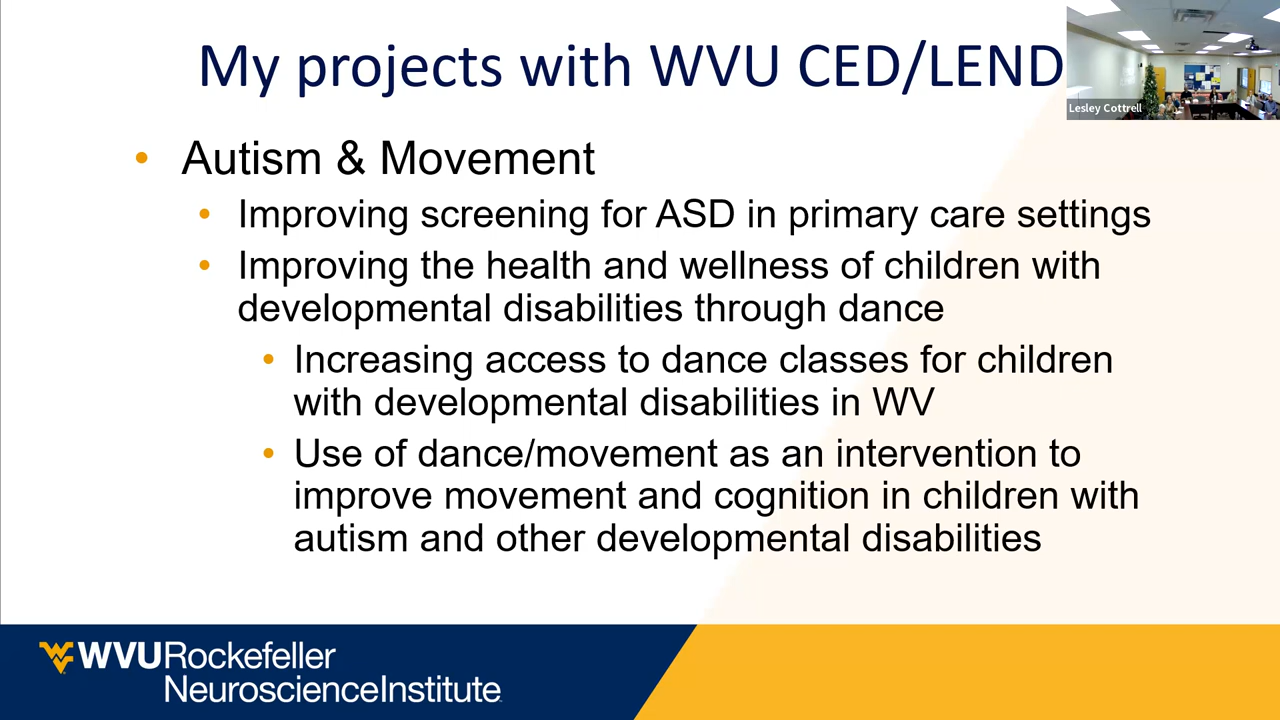 My projects with WVU CED/LEND
Lesley Cottrell
• Autism & Movement
• Improving screening for ASD in primary care settings
• Improving the health and wellness of children with
developmental disabilities through dance
• Increasing access to dance classes for children
with developmental disabilities in WV
• Use of dance/movement as an intervention to
improve movement and cognition in children with
autism and other developmental disabilities
WVURockefeller
NeuroscienceInstitute